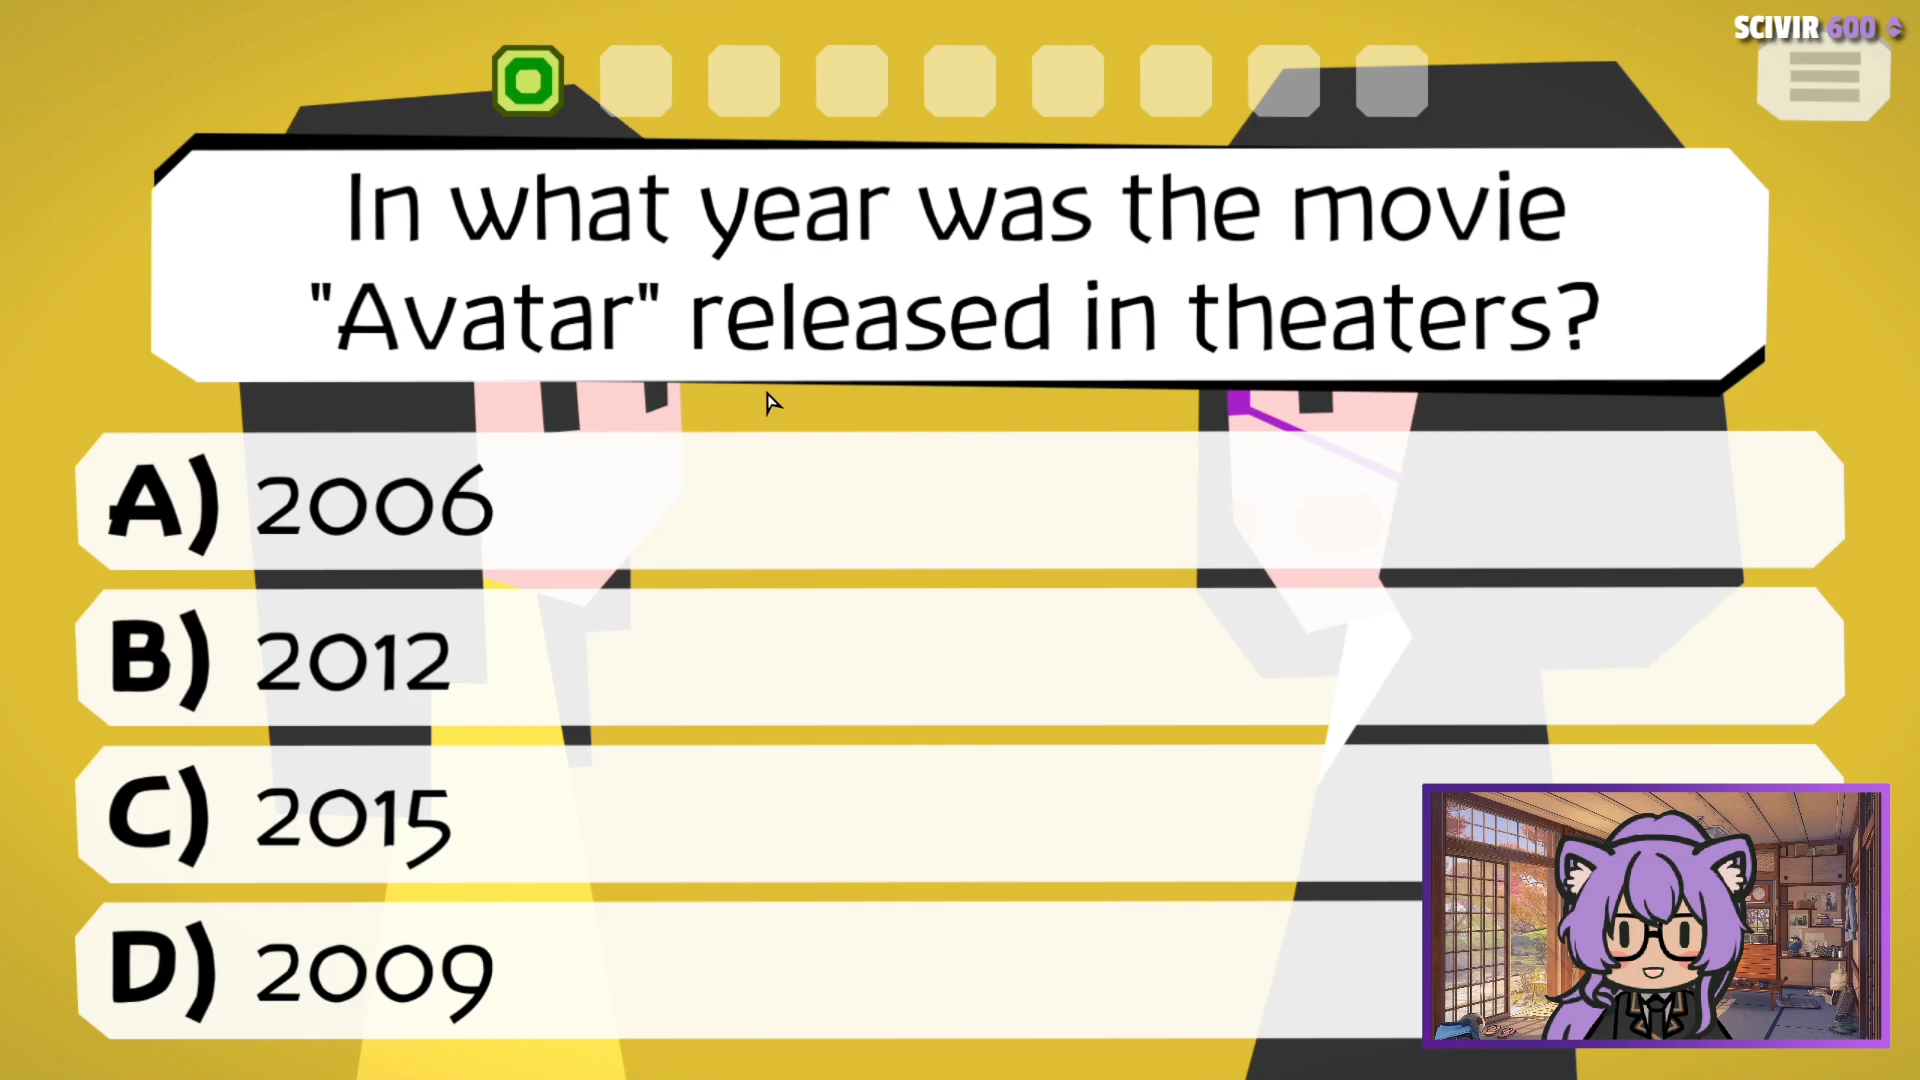 SCIVIR 600
In what year was the movie
"Avatar" released in theaters?
A) 2006
B) 2012
C) 2015
D) 2009